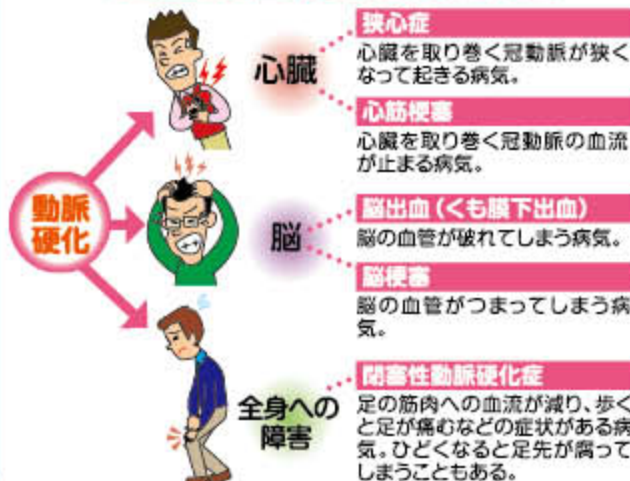 動脈
硬化
心臓
狭心症
心臓を取り巻く冠動脈が狭く
なって起きる病気。
心筋梗塞
心臓を取り巻く冠動脈の血流
が止まる病気。
脳
脳出血（くも膜下出血）
脳の血管が破れてしまう病気。
脳梗塞
脳の血管がつまってしまう病
気。
全身への
障害
閉塞性動脈硬化症
足の筋肉への血流が減り、歩く
と足が痛むなどの症状がある病
気。ひどくなると足先が腐って
しまうこともある。